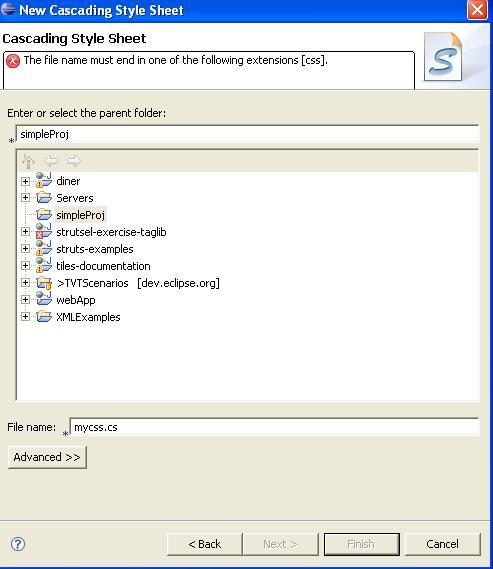 New Cascading Style Sheet
Cascading Style Sheet
The file name must end in one of the following extensions [css].
Enter or select the parent folder:
* simpleProj
diner
Servers
simpleProj
strutsel-exercise-taglib
struts-examples
tiles-documentation
>TVTScenarios [dev.eclipse.org]
webApp
XMLExamples
File name: * mycss.cs
Advanced >>
< Back Next > Finish Cancel